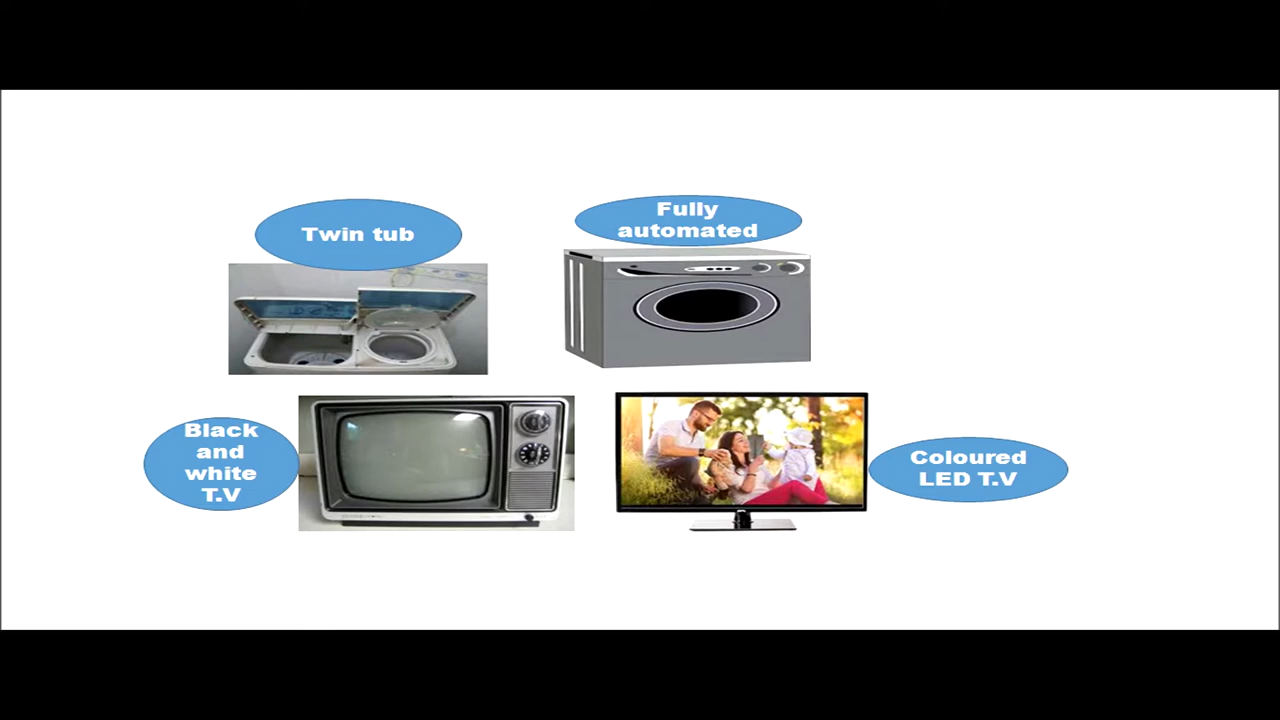 Twin tub
Fully
automated
Black
and
white
T.V
Coloured
LED T.V